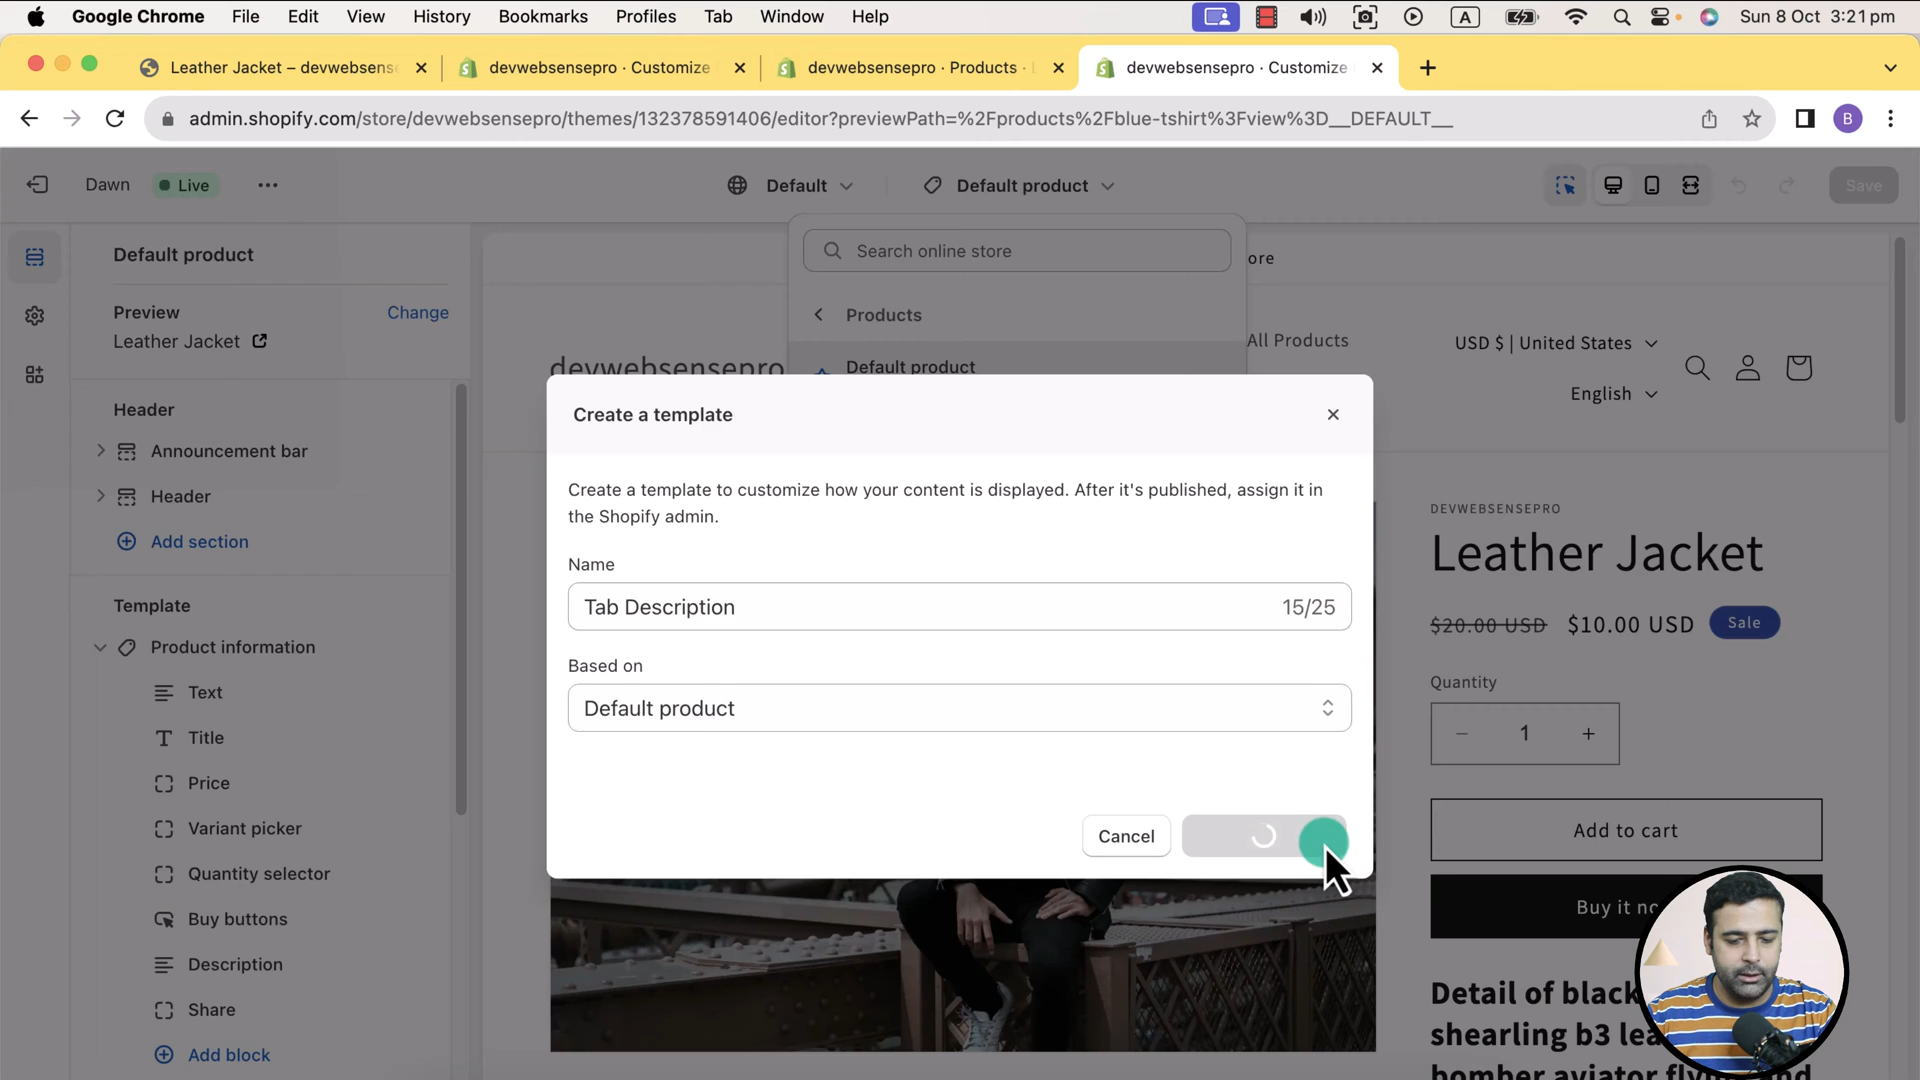 Google Chrome File Edit View History Bookmarks Profiles Tab Window Help A Sun 8 Oct 3:21 pm
Leather Jacket – devwebsens
devwebsensepro · Customize
devwebsensepro · Products ·
devwebsensepro · Customize
admin.shopify.com/store/devwebsensepro/themes/132378591406/editor?previewPath=%2Fproducts%2Fblue-tshirt%3Fview%3D__DEFAULT__
B
Dawn
Live
Default
Default product
Save
Default product
Preview
Change
Leather Jacket
Header
Announcement bar
Header
Add section
Template
Product information
Text
Title
Price
Variant picker
Quantity selector
Buy buttons
Description
Share
Add block
Search online store
Products
Default product
ore
devwebsensepro
All Products
USD $ | United States
English
Create a template
Create a template to customize how your content is displayed. After it's published, assign it in
the Shopify admin.
Name
Tab Description
15/25
Based on
Default product
Cancel
DEVWEBSENSEPRO
Leather Jacket
$20.00 USD $10.00 USD Sale
Quantity
1
Add to cart
Buy it no
Detail of black
shearling b3 lea
bomber aviator